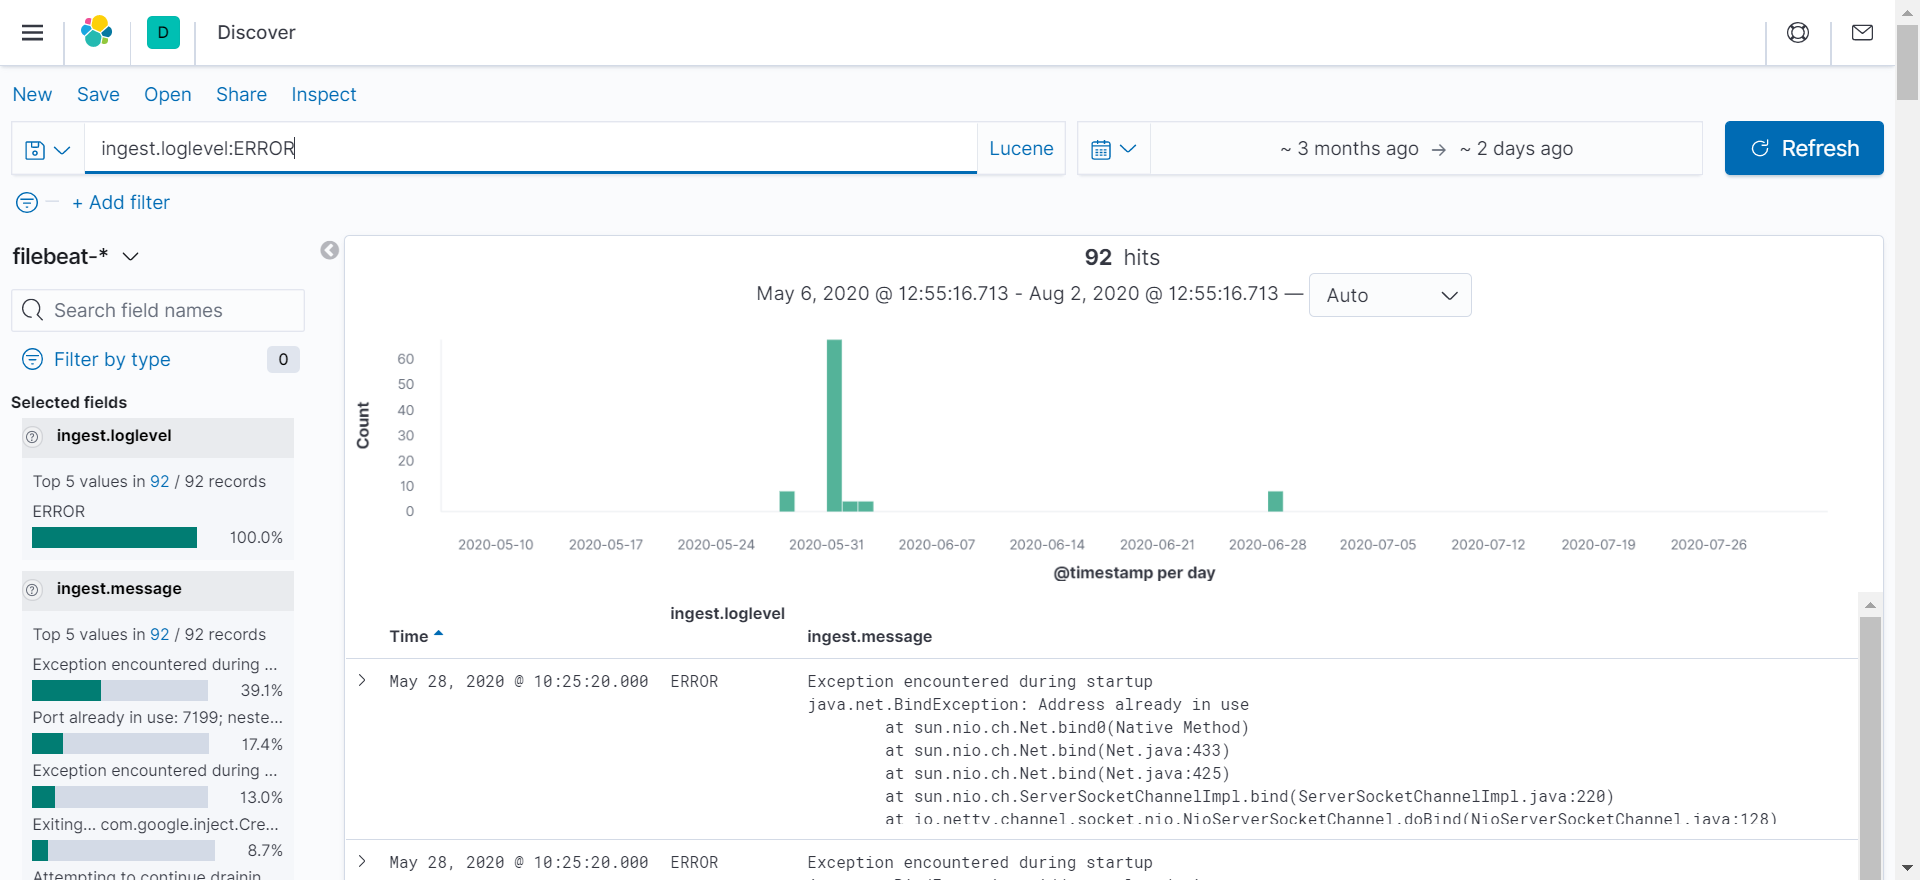 D Discover
New Save Open Share Inspect
ingest.loglevel:ERROR Lucene ~ 3 months ago → ~ 2 days ago Refresh
+ Add filter
filebeat-*
Search field names
Filter by type 0
Selected fields
ingest.loglevel
Top 5 values in 92 / 92 records
ERROR
100.0%
ingest.message
Top 5 values in 92 / 92 records
Exception encountered during ...
39.1%
Port already in use: 7199; neste...
17.4%
Exception encountered during ...
13.0%
Exiting... com.google.inject.Cre...
8.7%
Attempting to continue drainin
92 hits
May 6, 2020 @ 12:55:16.713 - Aug 2, 2020 @ 12:55:16.713 — Auto
Count
60
50
40
30
20
10
0
2020-05-10 2020-05-17 2020-05-24 2020-05-31 2020-06-07 2020-06-14 2020-06-21 2020-06-28 2020-07-05 2020-07-12 2020-07-19 2020-07-26
@timestamp per day
Time ingest.loglevel ingest.message
May 28, 2020 @ 10:25:20.000 ERROR Exception encountered during startup
java.net.BindException: Address already in use
at sun.nio.ch.Net.bind0(Native Method)
at sun.nio.ch.Net.bind(Net.java:433)
at sun.nio.ch.Net.bind(Net.java:425)
at sun.nio.ch.ServerSocketChannelImpl.bind(ServerSocketChannelImpl.java:220)
at io.netty.channel.socket.nio.NioServerSocketChannel.doBind(NioServerSocketChannel.java:128)
May 28, 2020 @ 10:25:20.000 ERROR Exception encountered during startup